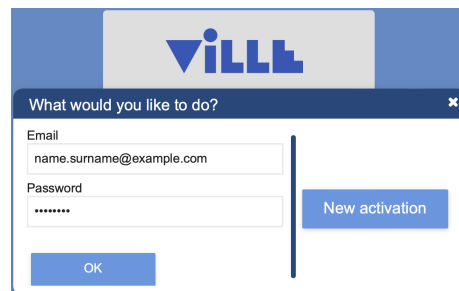 ViLLE
What would you like to do?
Email
name.surname@example.com
Password
••••••••
New activation
OK